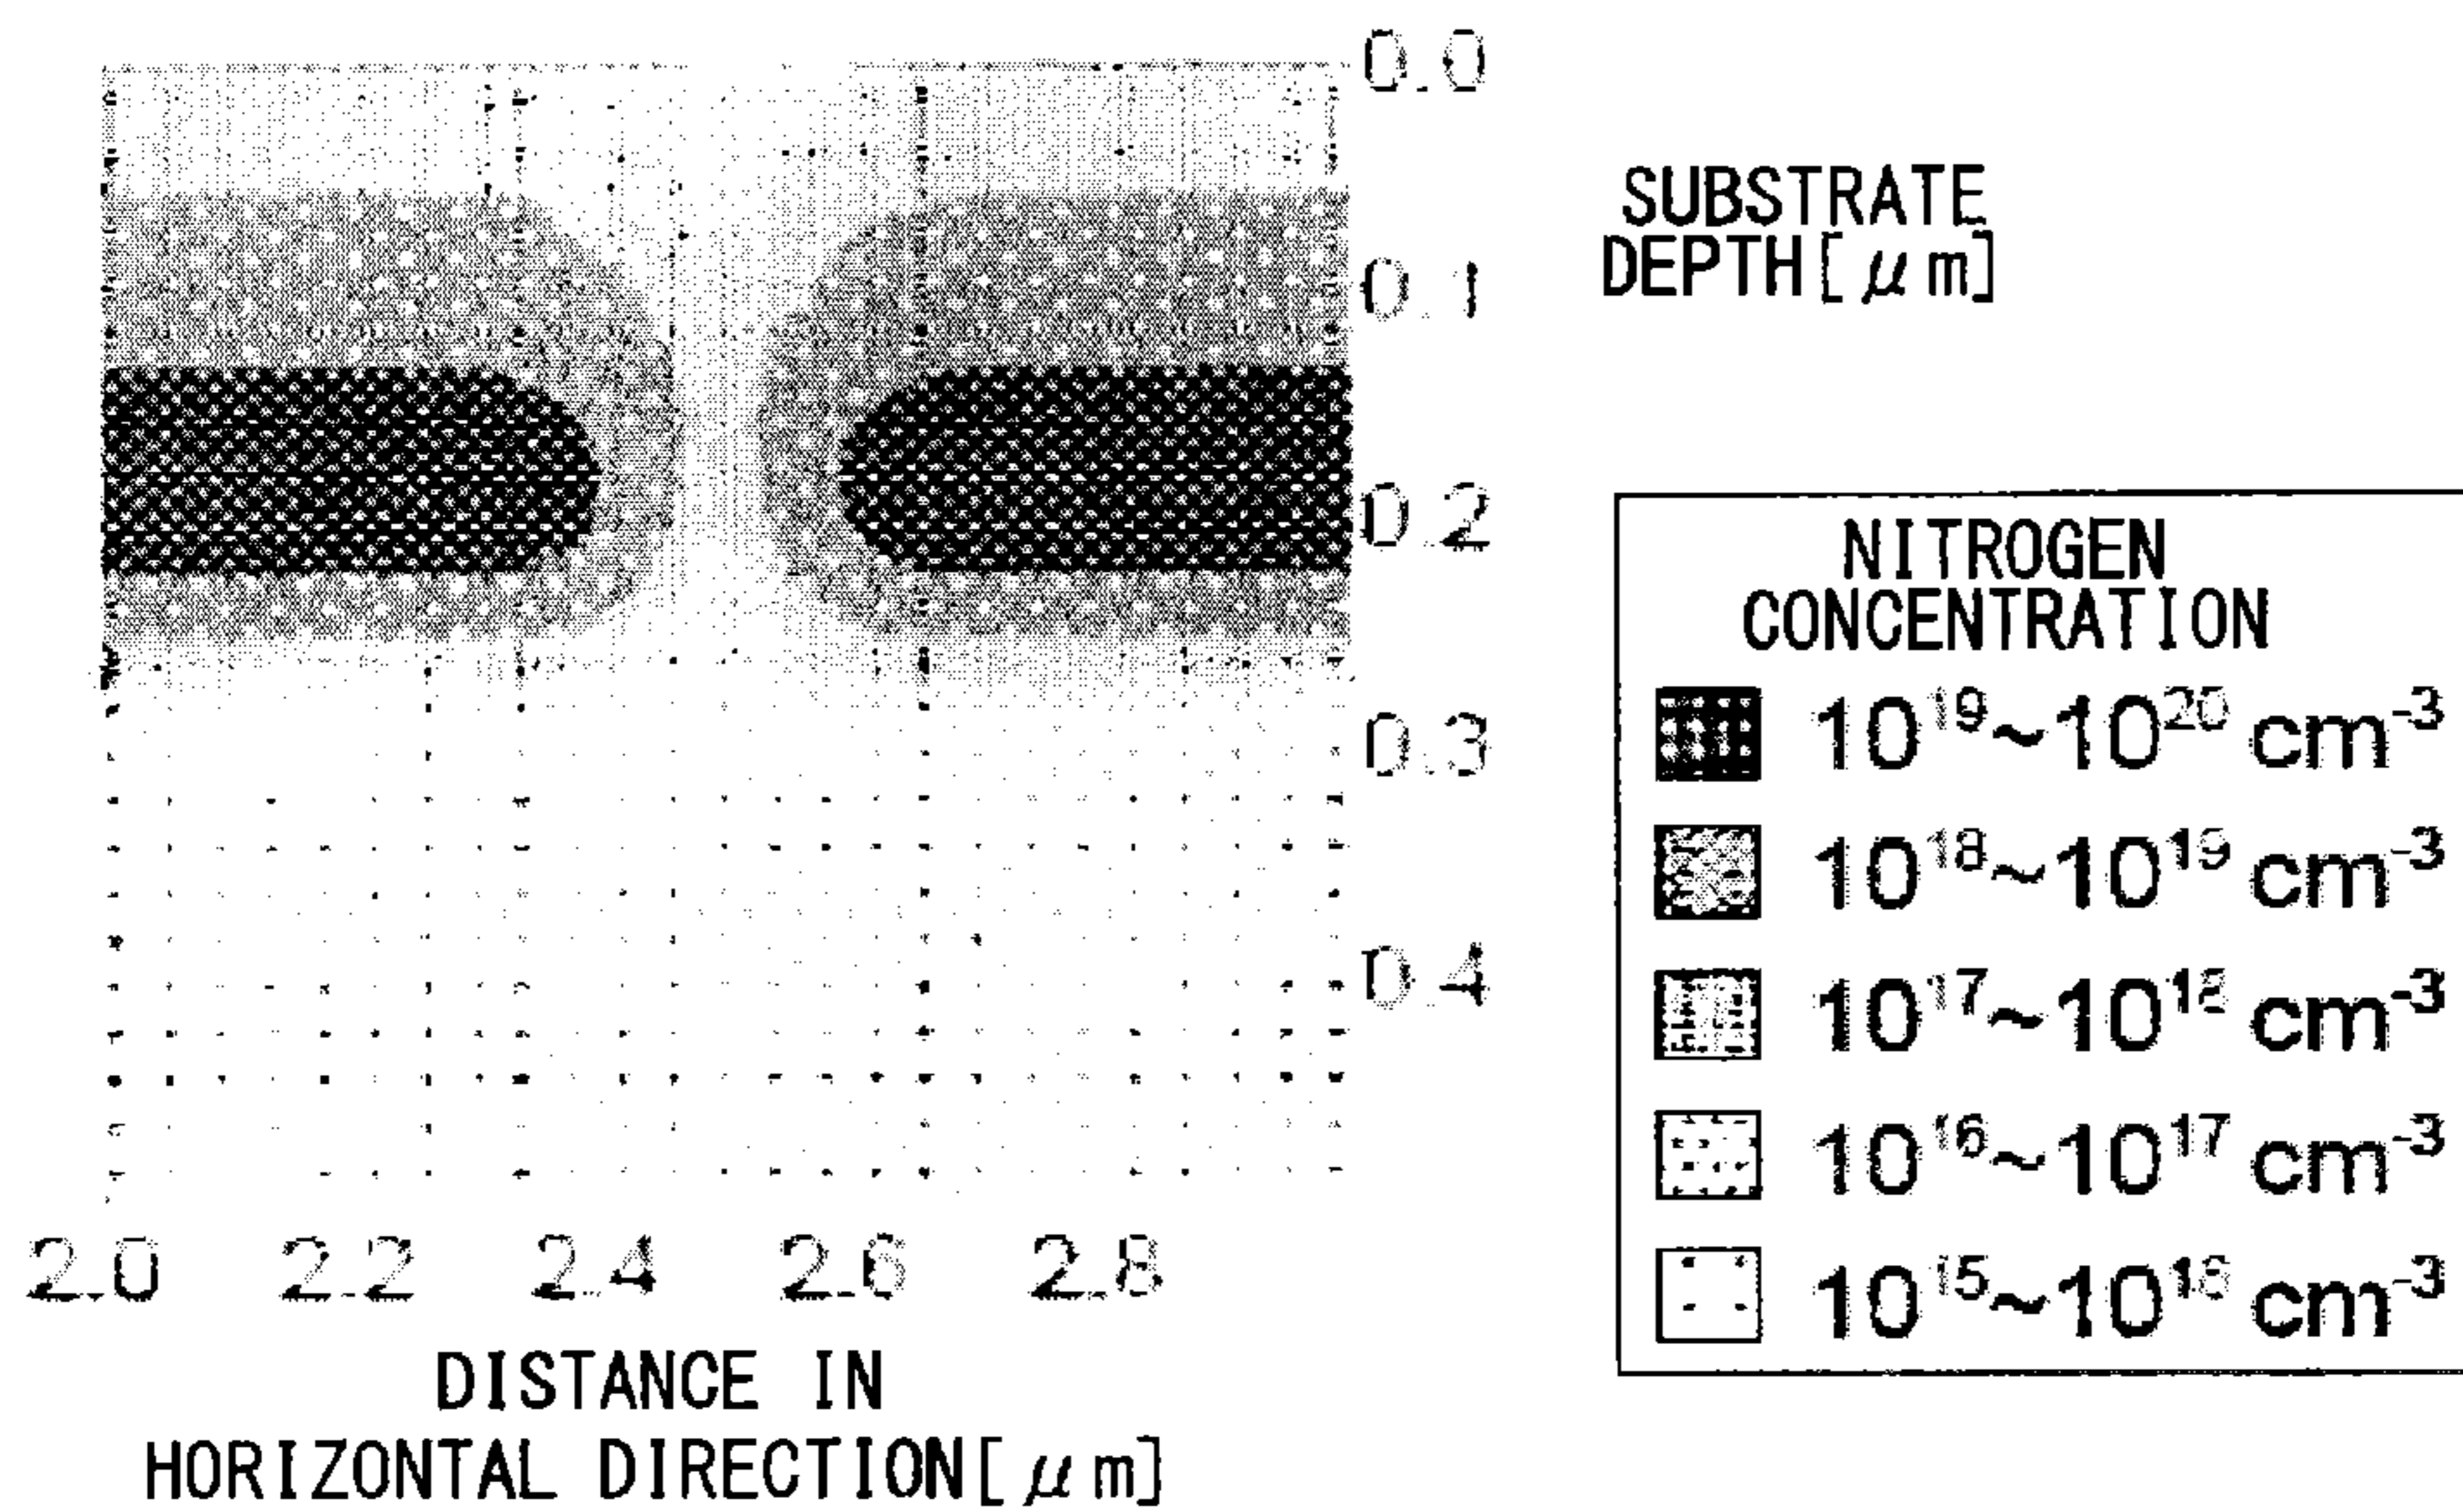 0.0
0.1
0.2
0.3
0.4
SUBSTRATE
DEPTH[μm]
NITROGEN
CONCENTRATION
10¹⁹~10²⁰ cm⁻³
10¹⁸~10¹⁹ cm⁻³
10¹⁷~10¹⁸ cm⁻³
10¹⁶~10¹⁷ cm⁻³
10¹⁵~10¹⁶ cm⁻³
2.0 2.2 2.4 2.6 2.8
DISTANCE IN
HORIZONTAL DIRECTION[μm]